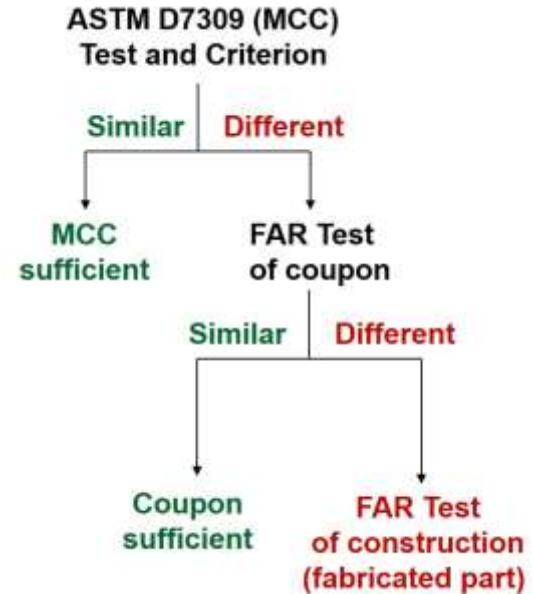 ASTM D7309 (MCC)
Test and Criterion
Similar Different
MCC
sufficient
FAR Test
of coupon
Similar Different
Coupon
sufficient
FAR Test
of construction
(fabricated part)